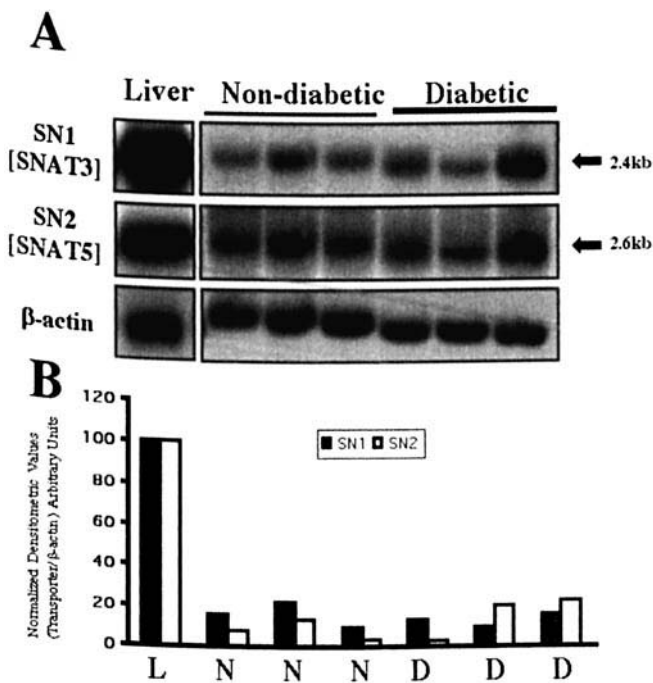 A
Liver Non-diabetic Diabetic
SN1
[SNAT3]
2.4kb
SN2
[SNAT5]
2.6kb
β-actin
B
Normalized Densitometric Values
(Transporter/β-actin) Arbitrary Units
120
100
80
60
40
20
0
SN1 SN2
L N N N D D D